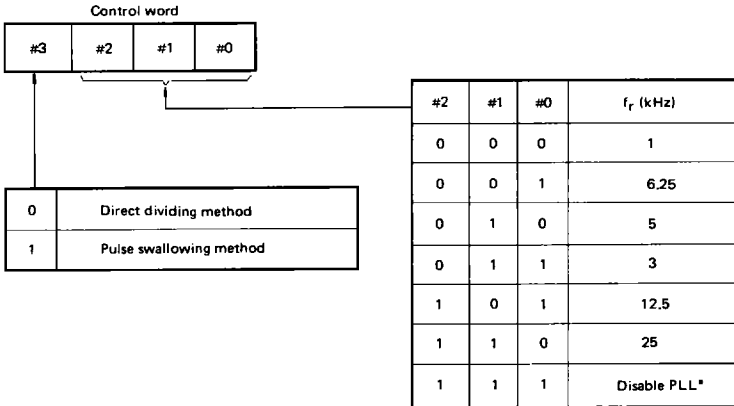 Control word
#3 #2 #1 #0
#2 #1 #0 fr (kHz)
0 0 0 1
0 0 1 6.25
0 1 0 5
0 1 1 3
1 0 1 12.5
1 1 0 25
1 1 1 Disable PLL*
0 Direct dividing method
1 Pulse swallowing method